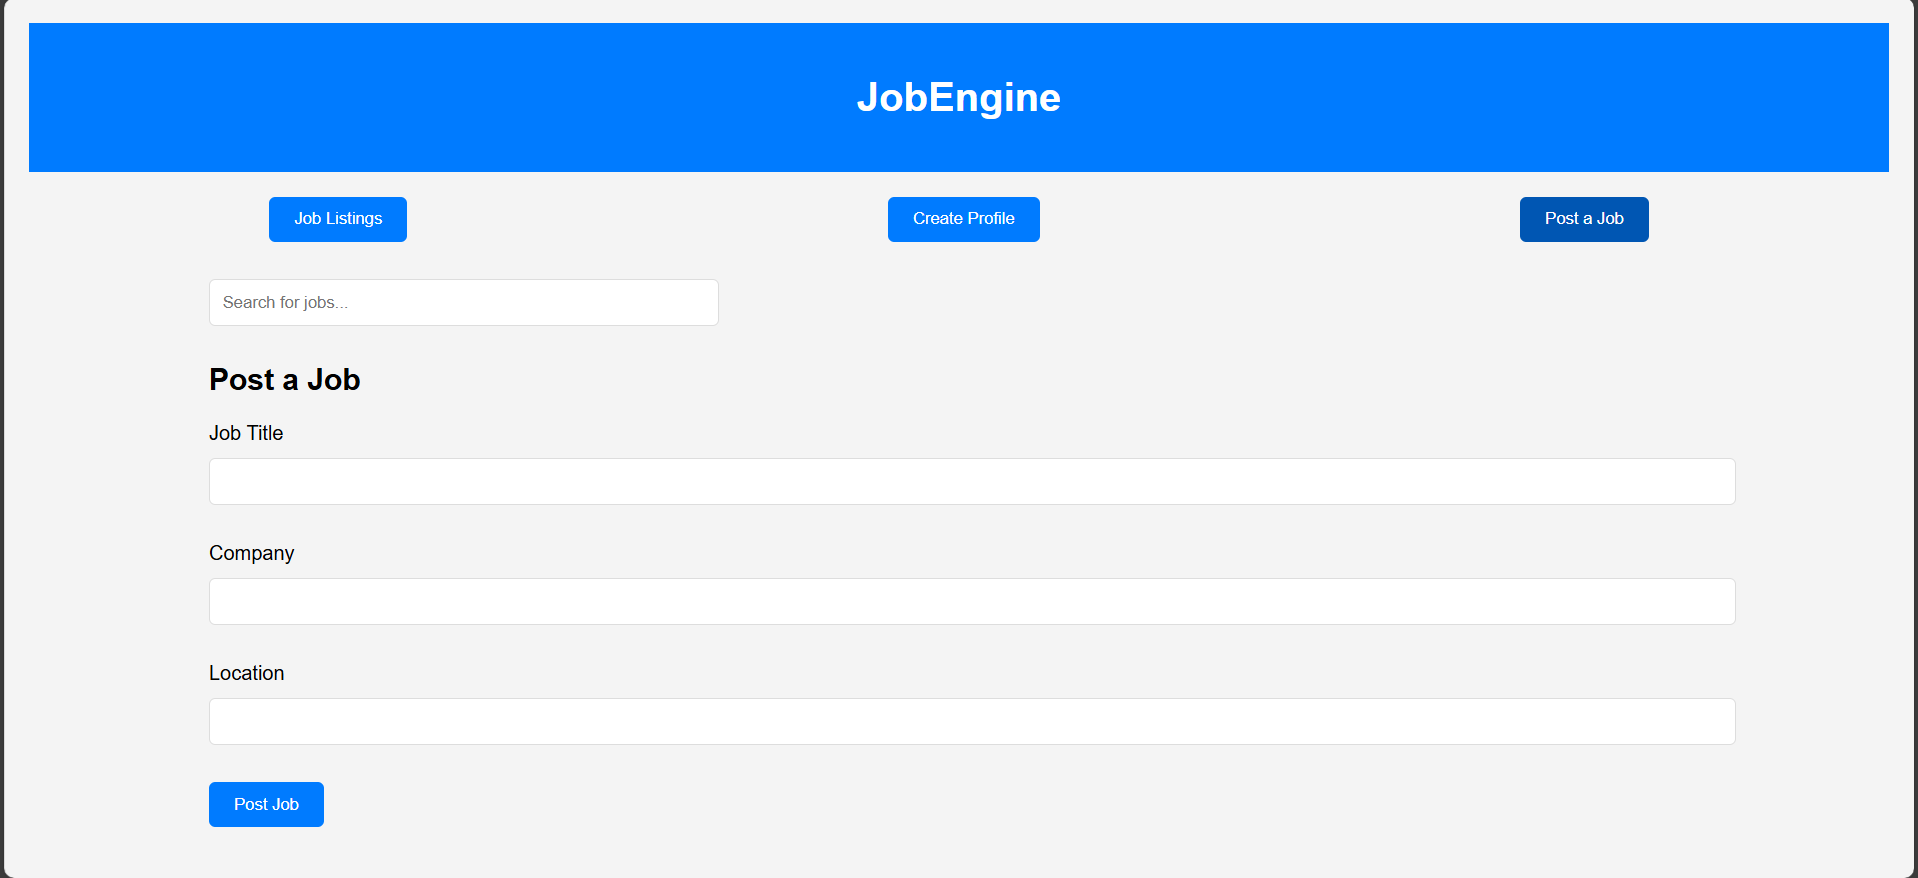 JobEngine
Job Listings
Create Profile
Post a Job
Search for jobs...
Post a Job
Job Title
Company
Location
Post Job